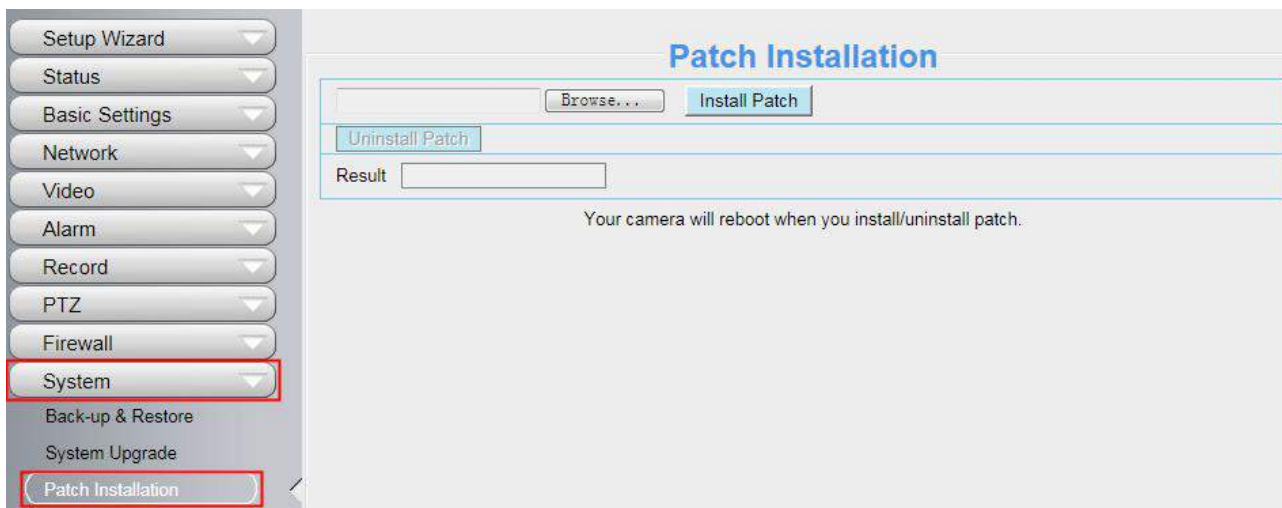 Setup Wizard
Status
Basic Settings
Network
Video
Alarm
Record
PTZ
Firewall
System
Back-up & Restore
System Upgrade
Patch Installation
Patch Installation
Browse... Install Patch
Uninstall Patch
Result
Your camera will reboot when you install/uninstall patch.